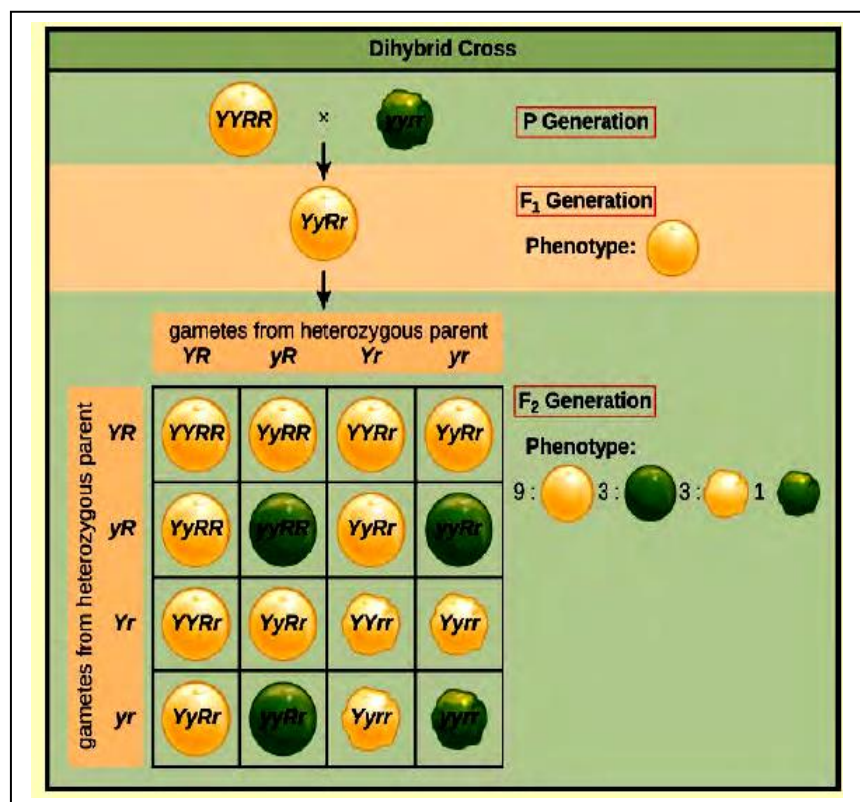 Dihybrid Cross
YYRR × yyrr
P Generation
YyRr
F₁ Generation
Phenotype:
gametes from heterozygous parent
YR yR Yr yr
gametes from heterozygous parent
YR YYRR YyRR YYRr YyRr
yR YyRR yyRR YyRr yyRr
Yr YYRr YyRr YYrr Yyrr
yr YyRr yyRr Yyrr yyrr
F₂ Generation
Phenotype:
9 : 3 : 3 : 1